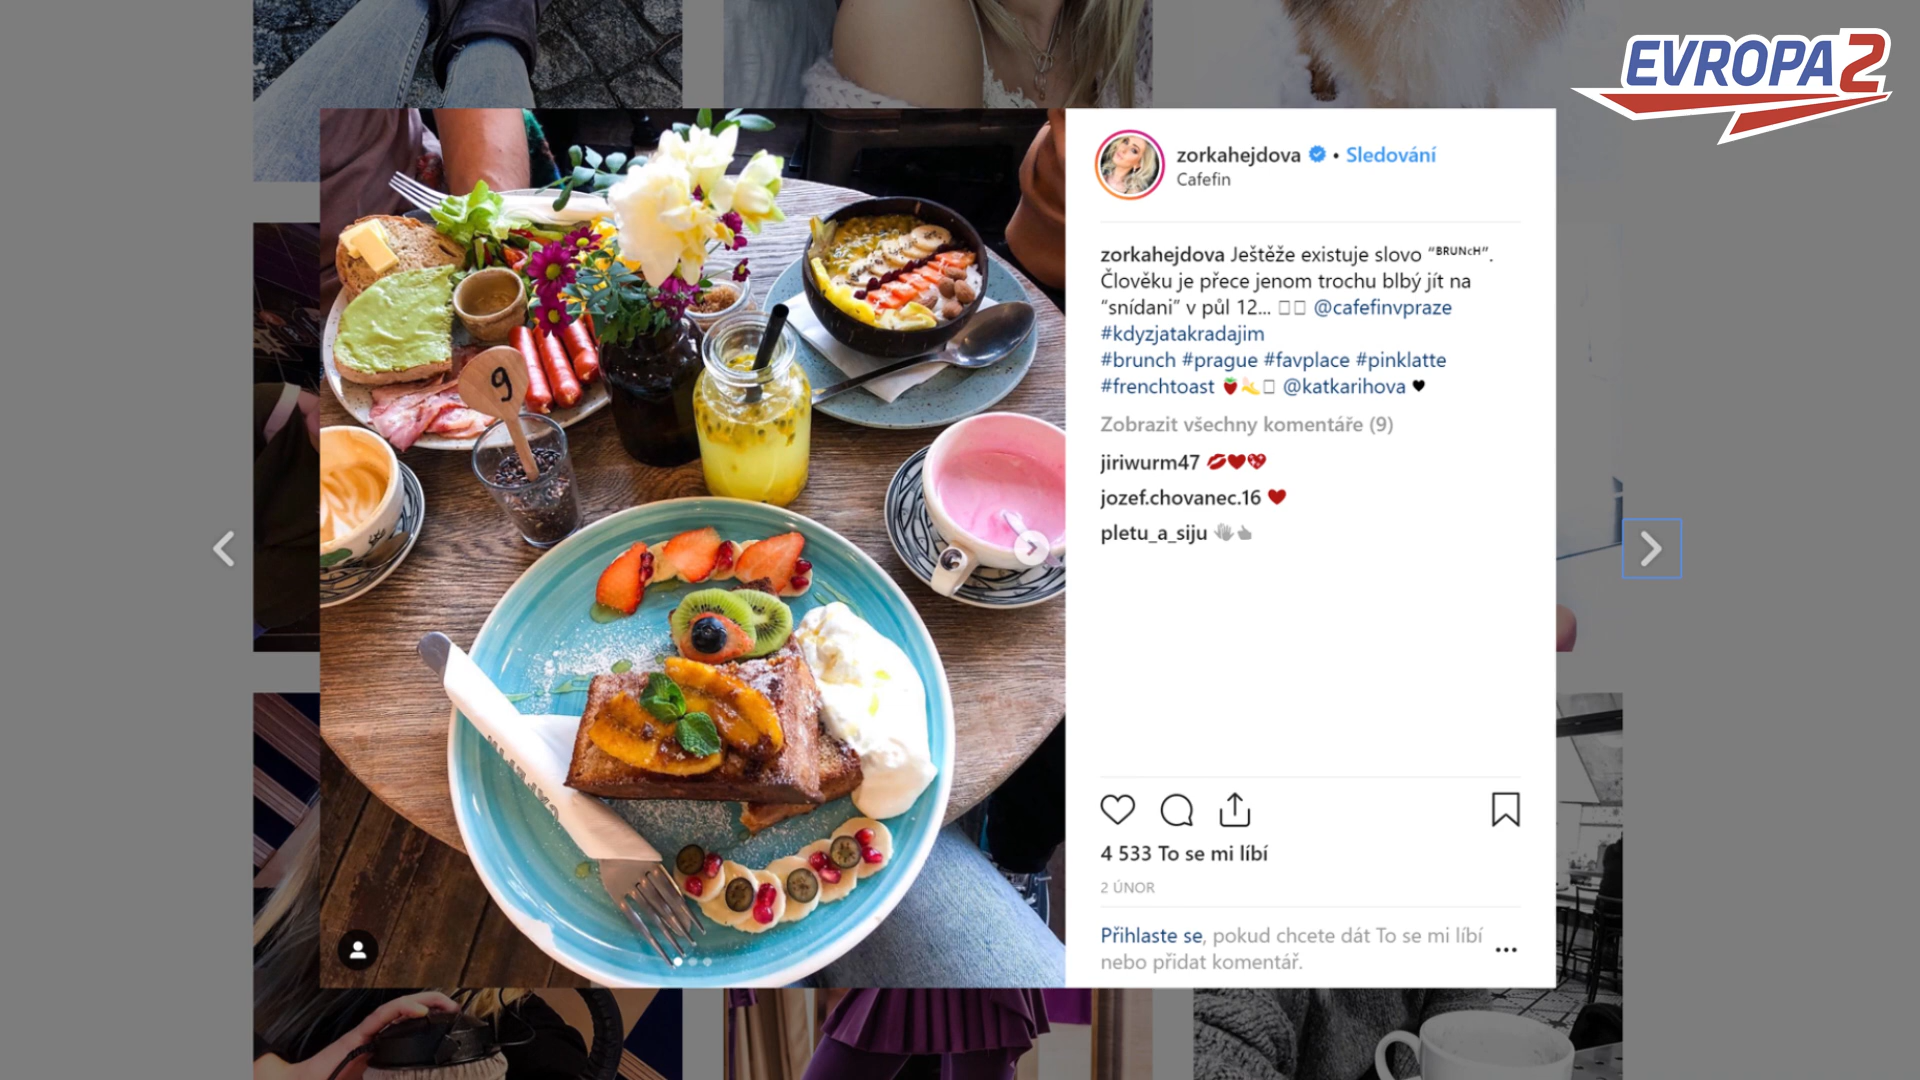 EVROPA 2
zorkahejdova • Sledování
Cafefin
zorkahejdova Ještěže existuje slovo “ᴮᴿᵁᴺᶜᴴ”.
Člověku je přece jenom trochu blbý jít na
“snídani” v půl 12... @cafefinvpraze
#kdyzjatakradajim
#brunch #prague #favplace #pinklatte
#frenchtoast 🍓🍌 @katkarihova 🖤
Zobrazit všechny komentáře (9)
jiriwurm47 💋❤💖
jozef.chovanec.16 ❤
pletu_a_siju 👋👍
9
4 533 To se mi líbí
2 ÚNOR
Přihlaste se, pokud chcete dát To se mi líbí
nebo přidat komentář.